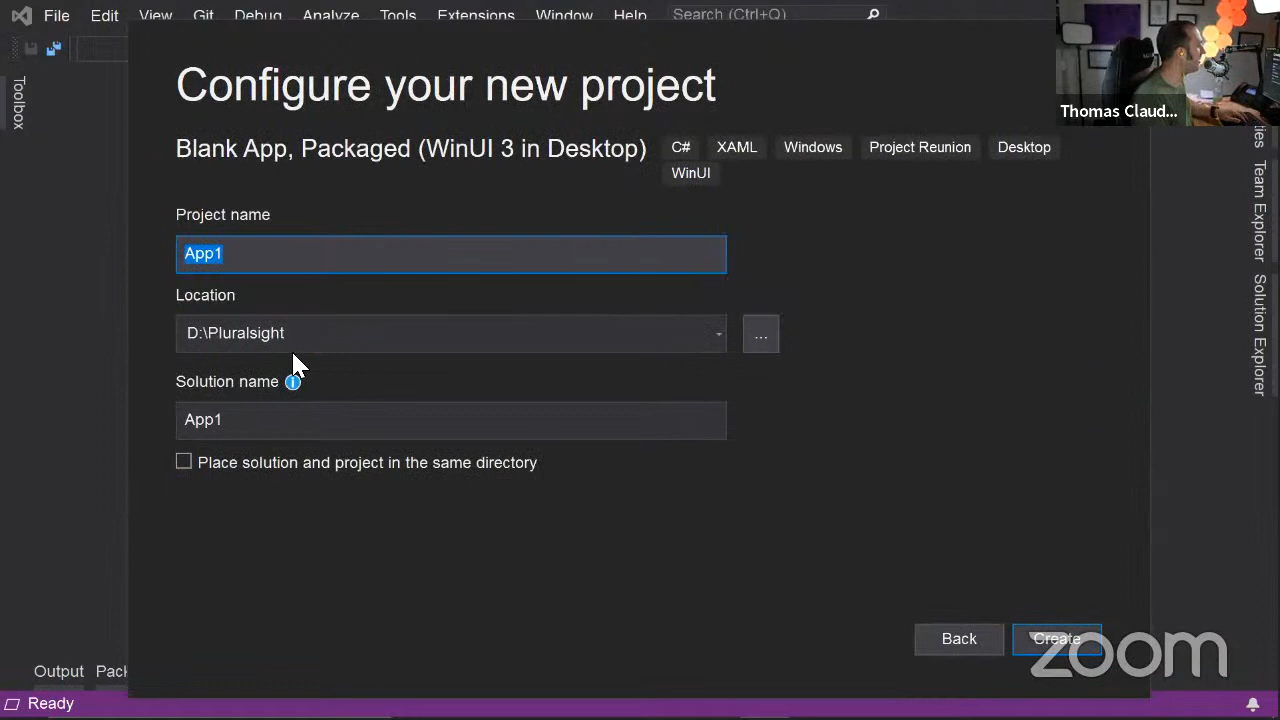 File Edit View Git Debug Analyze Tools Extensions Window Help Search (Ctrl+Q)
Toolbox
Configure your new project
Thomas Claud...
Blank App, Packaged (WinUI 3 in Desktop) C# XAML Windows Project Reunion Desktop
WinUI
Project name
App1
Location
D:\Pluralsight
...
Solution name
App1
Place solution and project in the same directory
Team Explorer
Solution Explorer
Back Create
zoom
Output
Ready